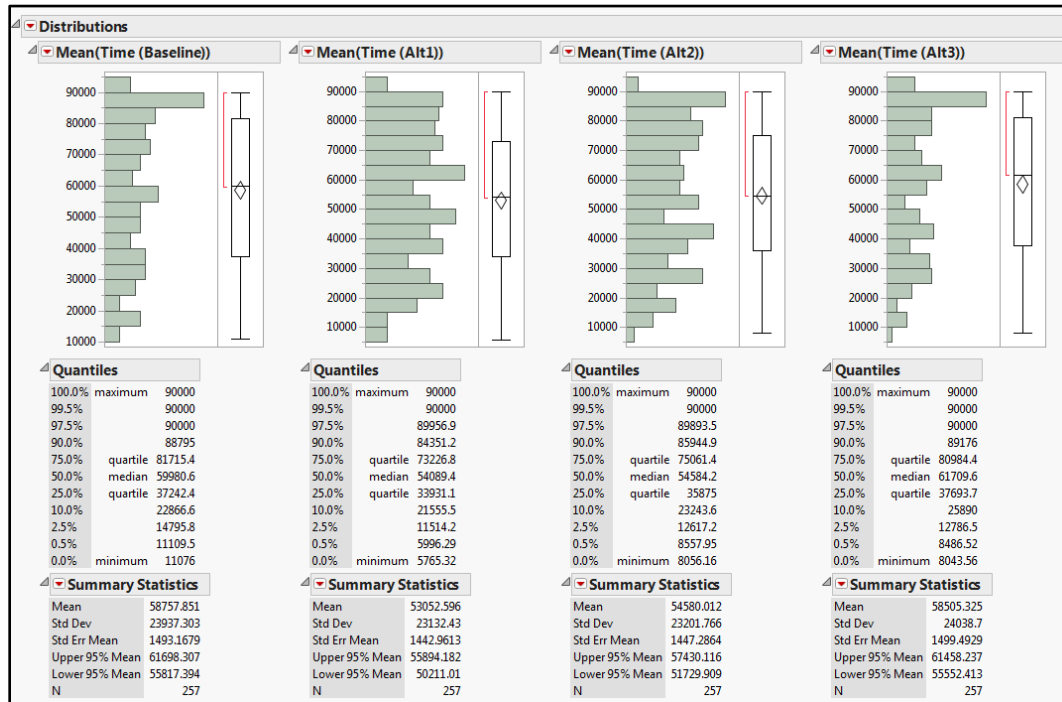 Distributions
Mean(Time (Baseline))
90000
80000
70000
60000
50000
40000
30000
20000
10000
Quantiles
100.0% maximum 90000
99.5% 90000
97.5% 90000
90.0% 88795
75.0% quartile 81715.4
50.0% median 59980.6
25.0% quartile 37242.4
10.0% 22866.6
2.5% 14795.8
0.5% 11109.5
0.0% minimum 11076
Summary Statistics
Mean 58757.851
Std Dev 23937.303
Std Err Mean 1493.1679
Upper 95% Mean 61698.307
Lower 95% Mean 55817.394
N 257
Mean(Time (Alt1))
90000
80000
70000
60000
50000
40000
30000
20000
10000
Quantiles
100.0% maximum 90000
99.5% 90000
97.5% 89956.9
90.0% 84351.2
75.0% quartile 73226.8
50.0% median 54089.4
25.0% quartile 33931.1
10.0% 21555.5
2.5% 11514.2
0.5% 5996.29
0.0% minimum 5765.32
Summary Statistics
Mean 53052.596
Std Dev 23132.43
Std Err Mean 1442.9613
Upper 95% Mean 55894.182
Lower 95% Mean 50211.01
N 257
Mean(Time (Alt2))
90000
80000
70000
60000
50000
40000
30000
20000
10000
Quantiles
100.0% maximum 90000
99.5% 90000
97.5% 89893.5
90.0% 85944.9
75.0% quartile 75061.4
50.0% median 54584.2
25.0% quartile 35875
10.0% 23243.6
2.5% 12617.2
0.5% 8557.95
0.0% minimum 8056.16
Summary Statistics
Mean 54580.012
Std Dev 23201.766
Std Err Mean 1447.2864
Upper 95% Mean 57430.116
Lower 95% Mean 51729.909
N 257
Mean(Time (Alt3))
90000
80000
70000
60000
50000
40000
30000
20000
10000
Quantiles
100.0% maximum 90000
99.5% 90000
97.5% 90000
90.0% 89176
75.0% quartile 80984.4
50.0% median 61709.6
25.0% quartile 37693.7
10.0% 25890
2.5% 12786.5
0.5% 8486.52
0.0% minimum 8043.56
Summary Statistics
Mean 58505.325
Std Dev 24038.7
Std Err Mean 1499.4929
Upper 95% Mean 61458.237
Lower 95% Mean 55552.413
N 257